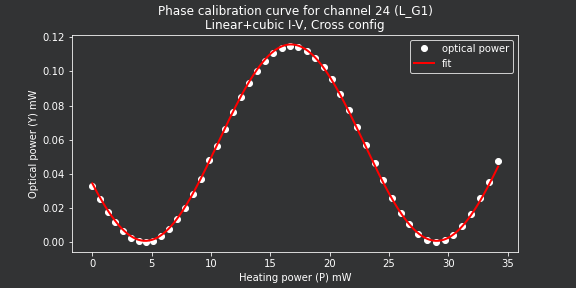 Phase calibration curve for channel 24 (L_G1)
Linear+cubic I-V, Cross config
optical power
fit
Optical power (Y) mW
0.12
0.10
0.08
0.06
0.04
0.02
0.00
0 5 10 15 20 25 30 35
Heating power (P) mW